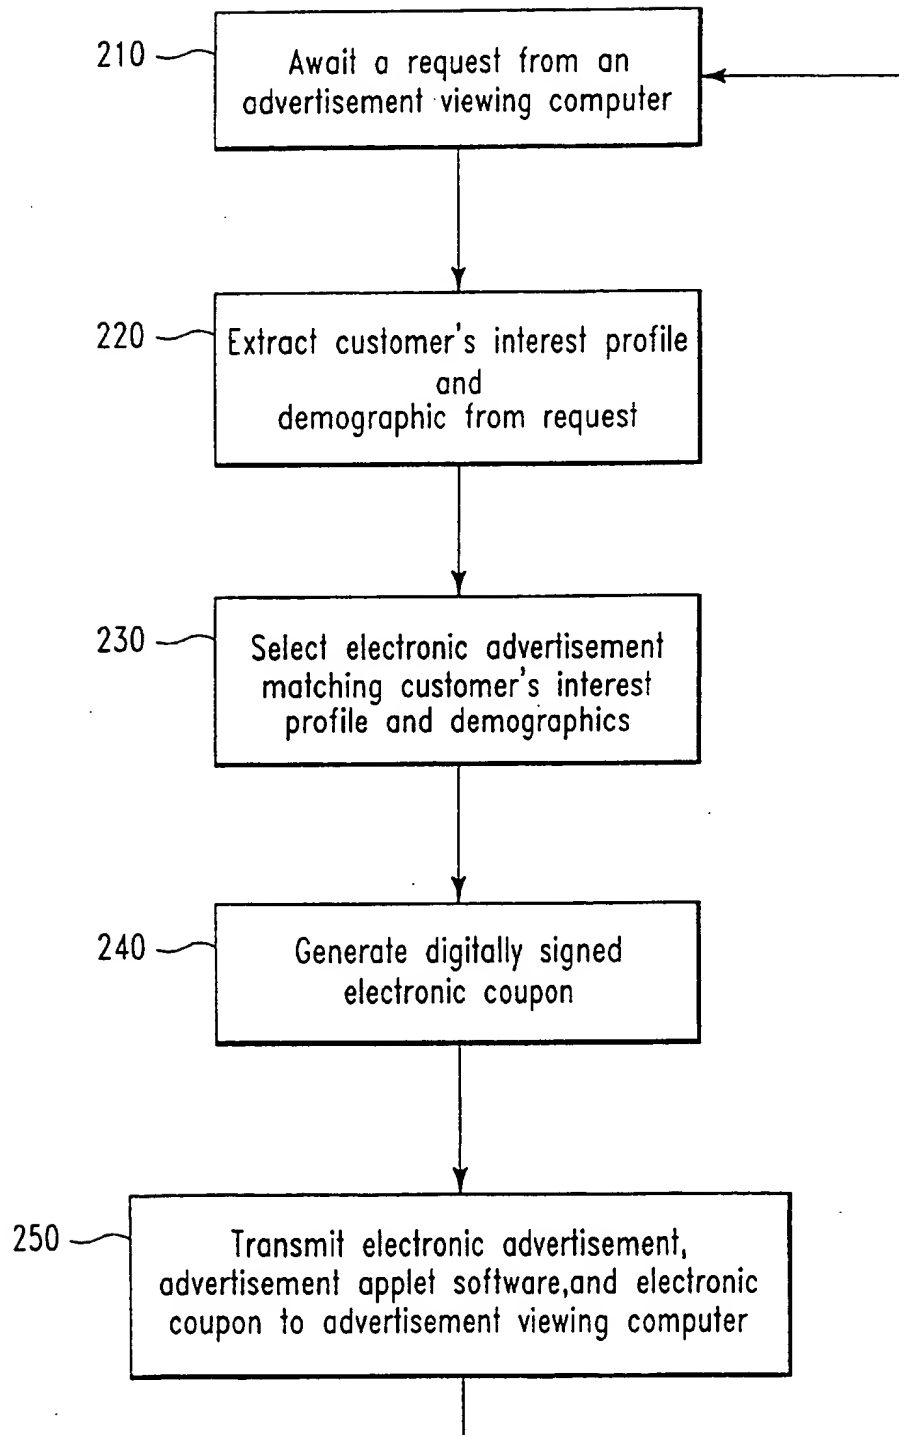 210
Await a request from an
advertisement viewing computer
220
Extract customer's interest profile
and
demographic from request
230
Select electronic advertisement
matching customer's interest
profile and demographics
240
Generate digitally signed
electronic coupon
250
Transmit electronic advertisement,
advertisement applet software,and electronic
coupon to advertisement viewing computer